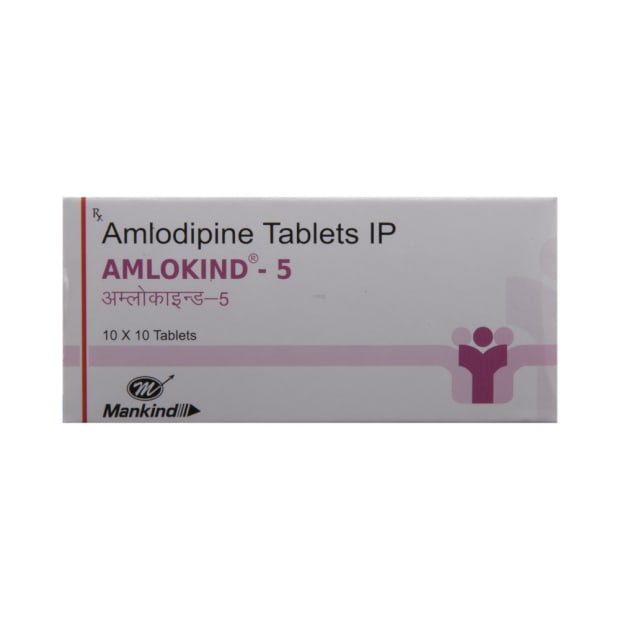 Rx
Amlodipine Tablets IP
AMLOKIND® - 5
अम्लोकाइन्ड–5
10 X 10 Tablets
M
Mankind